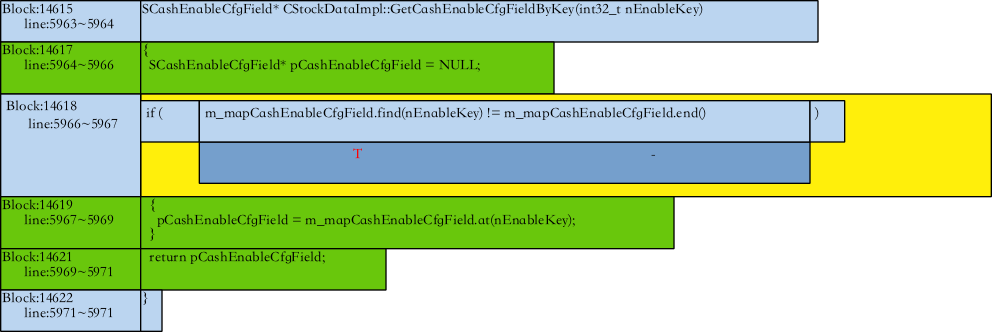 Block:14615
line:5963~5964
SCashEnableCfgField* CStockDataImpl::GetCashEnableCfgFieldByKey(int32_t nEnableKey)
Block:14617
line:5964~5966
{
SCashEnableCfgField* pCashEnableCfgField = NULL;
Block:14618
line:5966~5967
if ( m_mapCashEnableCfgField.find(nEnableKey) != m_mapCashEnableCfgField.end() )
T -
Block:14619
line:5967~5969
{
pCashEnableCfgField = m_mapCashEnableCfgField.at(nEnableKey);
}
Block:14621
line:5969~5971
return pCashEnableCfgField;
Block:14622
line:5971~5971
}